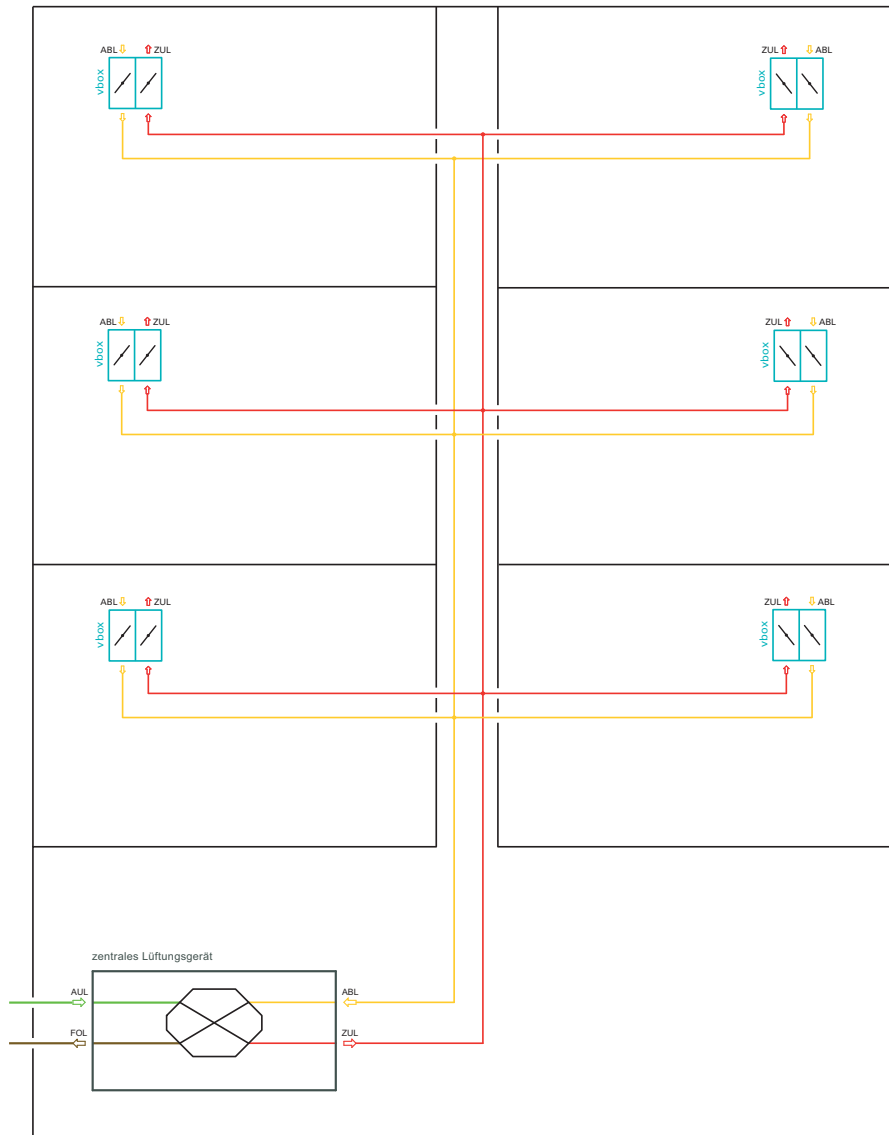 ABL ZUL
vbox
ZUL ABL
vbox
ABL ZUL
vbox
ZUL ABL
vbox
ABL ZUL
vbox
ZUL ABL
vbox
zentrales Lüftungsgerät
AUL
ABL
FOL
ZUL